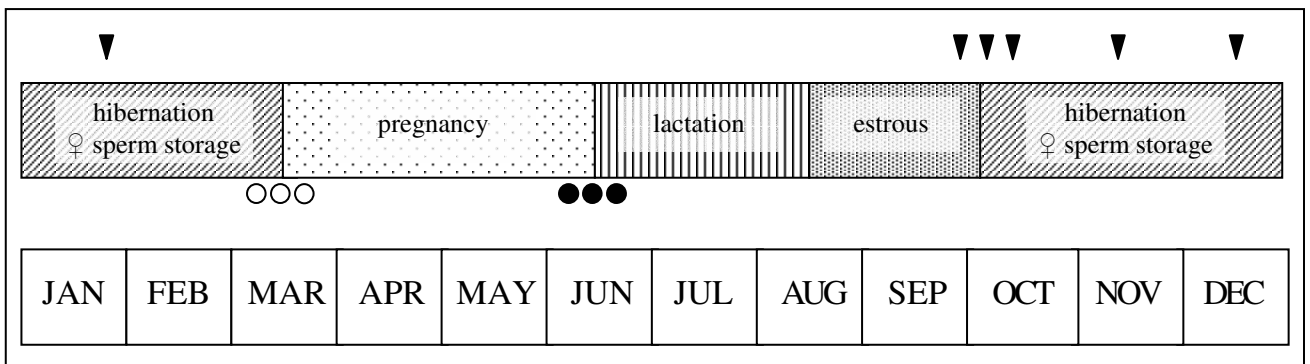 hibernation
♀ sperm storage
pregnancy
lactation
estrous
hibernation
♀ sperm storage
JAN FEB MAR APR MAY JUN JUL AUG SEP OCT NOV DEC